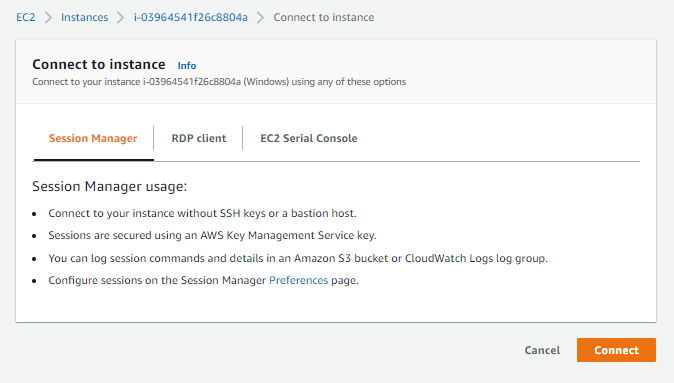 EC2 > Instances > i-03964541f26c8804a > Connect to instance
Connect to instance Info
Connect to your instance i-03964541f26c8804a (Windows) using any of these options
Session Manager RDP client EC2 Serial Console
Session Manager usage:
• Connect to your instance without SSH keys or a bastion host.
• Sessions are secured using an AWS Key Management Service key.
• You can log session commands and details in an Amazon S3 bucket or CloudWatch Logs log group.
• Configure sessions on the Session Manager Preferences page.
Cancel Connect